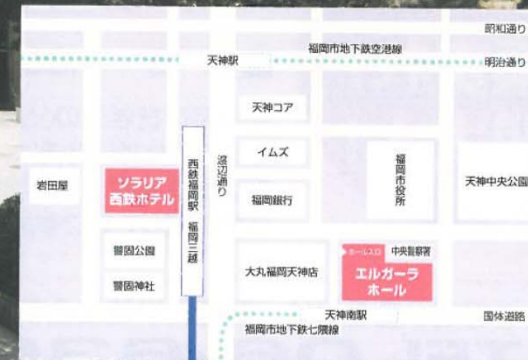 昭和通り
福岡市地下鉄空港線
天神駅
明治通り
天神コア
イムズ
渡辺通り
西鉄福岡駅 福岡三越
岩田屋
ソラリア
西鉄ホテル
福岡銀行
福岡市役所
天神中央公園
警固公園
警固神社
大丸福岡天神店
ホール入口
中央警察署
エルガーラ
ホール
天神南駅
国体道路
福岡市地下鉄七隈線